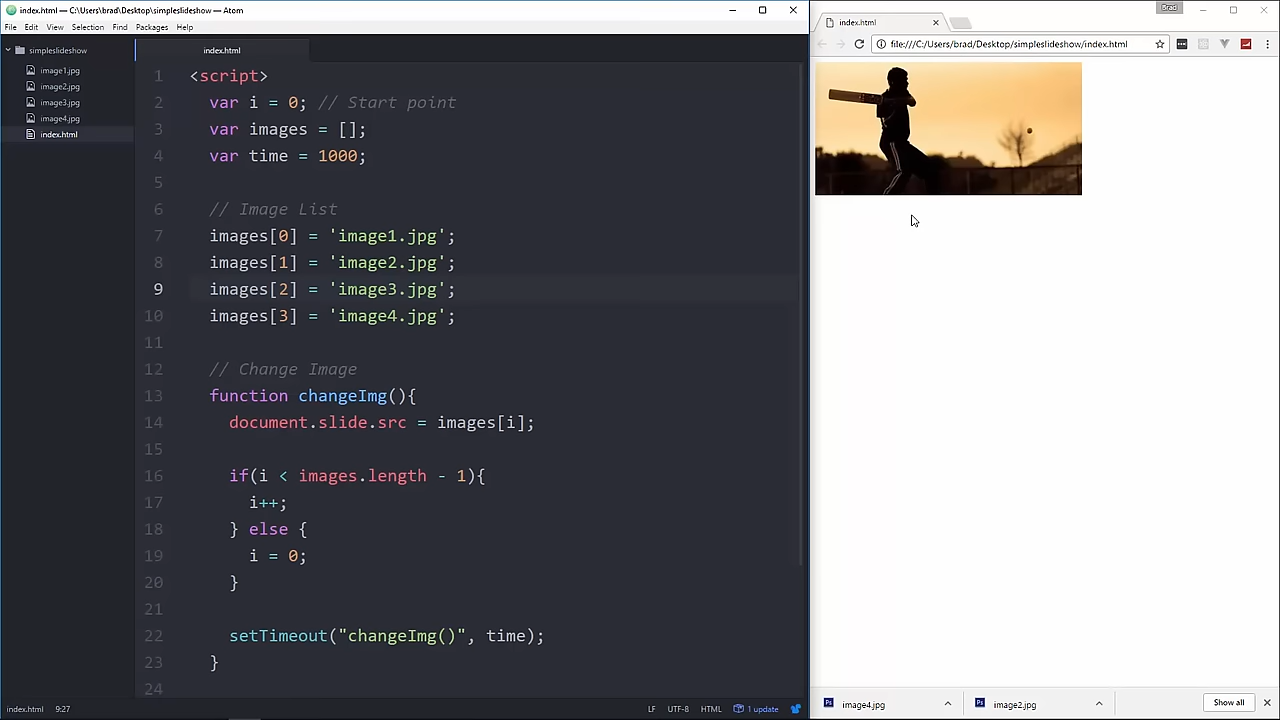 index.html — C:\Users\brad\Desktop\simpleslideshow — Atom
File Edit View Selection Find Packages Help
simpleslideshow
image1.jpg
image2.jpg
image3.jpg
image4.jpg
index.html
index.html
1 <script>
2 var i = 0; // Start point
3 var images = [];
4 var time = 1000;
5
6 // Image List
7 images[0] = 'image1.jpg';
8 images[1] = 'image2.jpg';
9 images[2] = 'image3.jpg';
10 images[3] = 'image4.jpg';
11
12 // Change Image
13 function changeImg(){
14 document.slide.src = images[i];
15
16 if(i < images.length - 1){
17 i++;
18 } else {
19 i = 0;
20 }
21
22 setTimeout("changeImg()", time);
23 }
24
index.html 9:27 LF UTF-8 HTML 1 update
Brad
index.html
file:///C:/Users/brad/Desktop/simpleslideshow/index.html
image4.jpg image2.jpg Show all